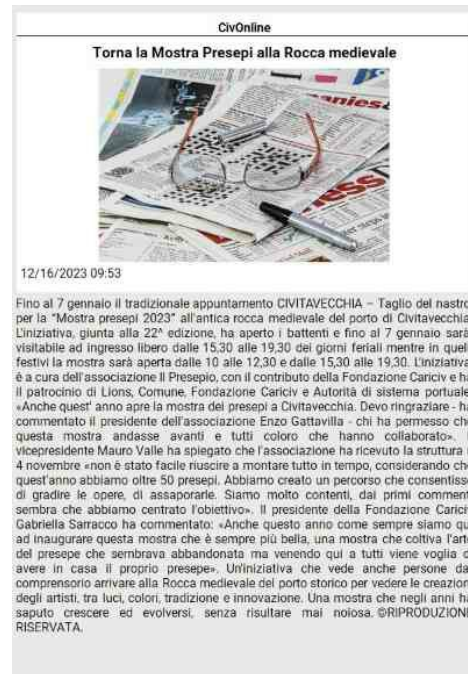 CivOnline
Torna la Mostra Presepi alla Rocca medievale
12/16/2023 09:53
Fino al 7 gennaio il tradizionale appuntamento CIVITAVECCHIA – Taglio del nastro
per la "Mostra presepi 2023" all'antica rocca medievale del porto di Civitavecchia
L'iniziativa, giunta alla 22^ edizione, ha aperto i battenti e fino al 7 gennaio sarà
visitabile ad ingresso libero dalle 15,30 alle 19,30 dei giorni feriali mentre in quel
festivi la mostra sarà aperta dalle 10 alle 12,30 e dalle 15,30 alle 19,30. L'iniziativa
è a cura dell'associazione Il Presepio, con il contributo della Fondazione Cariciv e ha
il patrocinio di Lions, Comune, Fondazione Cariciv e Autorità di sistema portuale
«Anche quest' anno apre la mostra dei presepi a Civitavecchia. Devo ringraziare - ha
commentato il presidente dell'associazione Enzo Gattavilla - chi ha permesso che
questa mostra andasse avanti e tutti coloro che hanno collaborato».
vicepresidente Mauro Valle ha spiegato che l'associazione ha ricevuto la struttura
4 novembre «non è stato facile riuscire a montare tutto in tempo, considerando che
quest'anno abbiamo oltre 50 presepi. Abbiamo creato un percorso che consentisse
di gradire le opere, di assaporarle. Siamo molto contenti, dai primi comment
sembra che abbiamo centrato l'obiettivo». Il presidente della Fondazione Carici
Gabriella Sarracco ha commentato: «Anche questo anno come sempre siamo qu
ad inaugurare questa mostra che è sempre più bella, una mostra che coltiva l'arte
del presepe che sembrava abbandonata ma venendo qui a tutti viene voglia d
avere in casa il proprio presepe». Un'iniziativa che vede anche persone da
comprensorio arrivare alla Rocca medievale del porto storico per vedere le creazion
degli artisti, tra luci, colori, tradizione e innovazione. Una mostra che negli anni ha
saputo crescere ed evolversi, senza risultare mai noiosa. ©RIPRODUZIONE
RISERVATA.